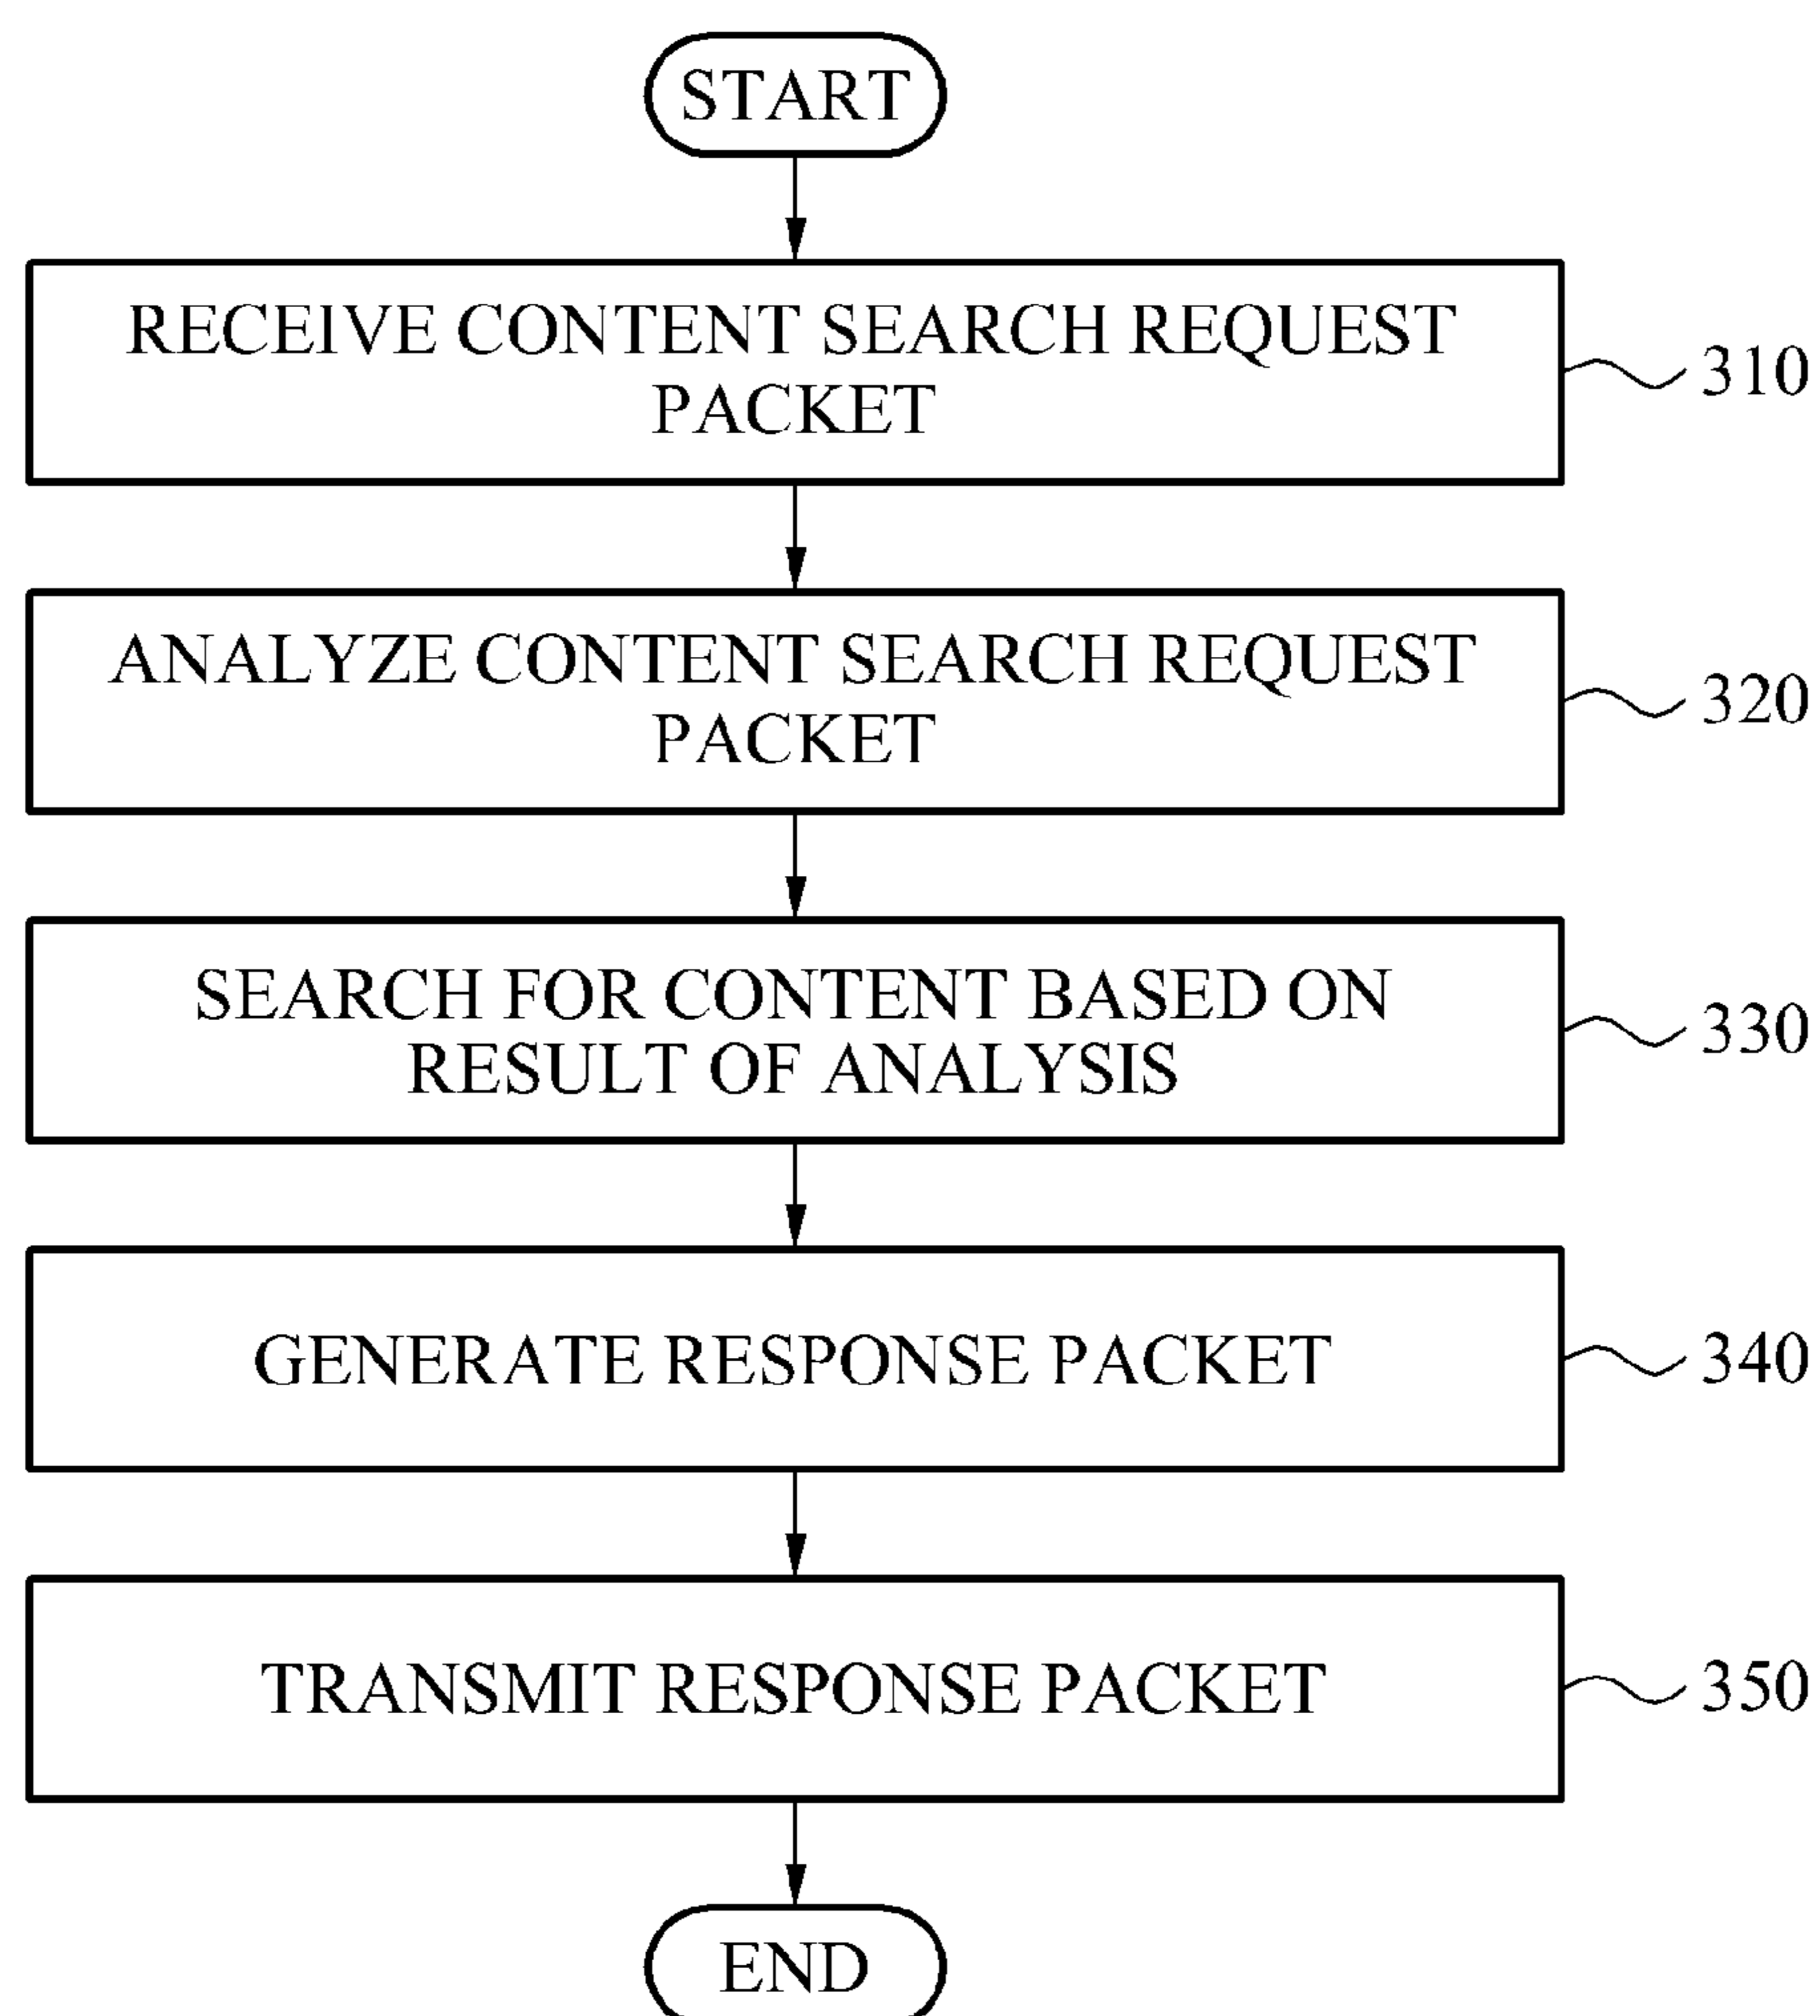 START
RECEIVE CONTENT SEARCH REQUEST
PACKET
310
ANALYZE CONTENT SEARCH REQUEST
PACKET
320
SEARCH FOR CONTENT BASED ON
RESULT OF ANALYSIS
330
GENERATE RESPONSE PACKET
340
TRANSMIT RESPONSE PACKET
350
END